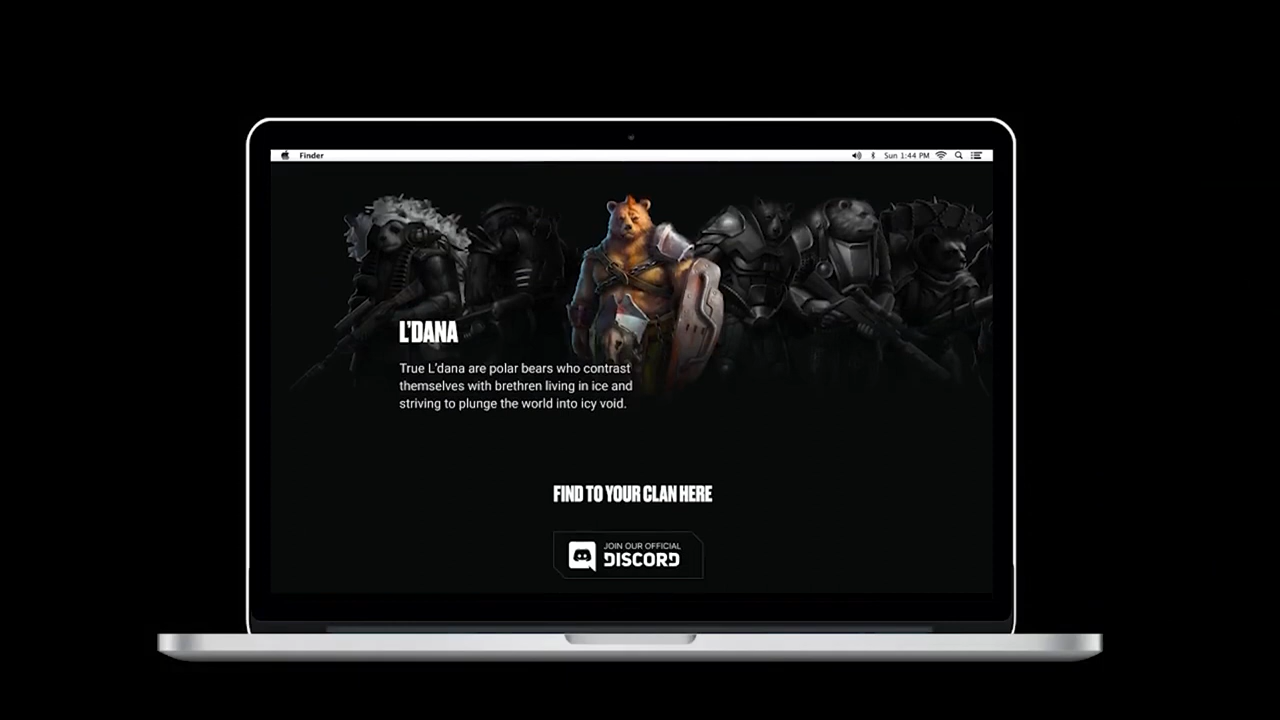 Finder
Sun 1:44 PM
L'DANA
True L'dana are polar bears who contrast
themselves with brethren living in ice and
striving to plunge the world into icy void.
FIND TO YOUR CLAN HERE
JOIN OUR OFFICIAL
DISCORD